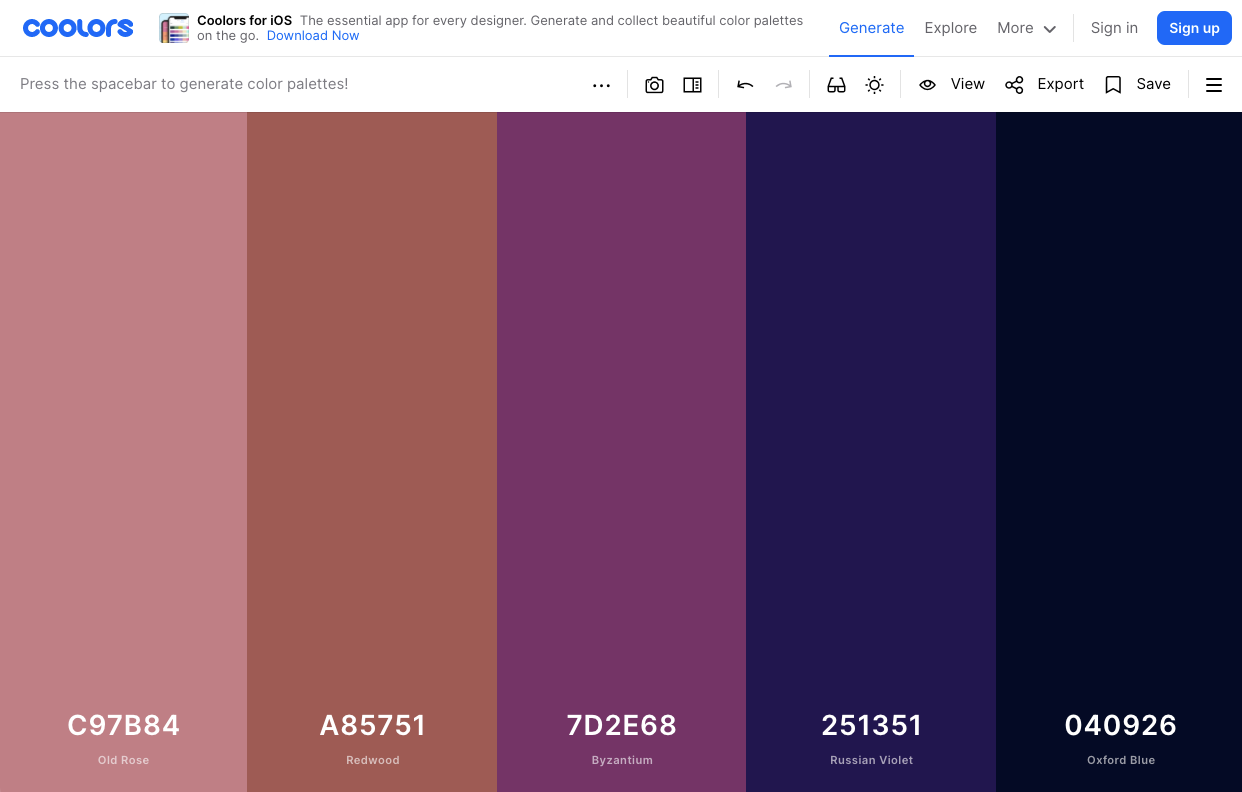 coolors
Coolors for iOS The essential app for every designer. Generate and collect beautiful color palettes
on the go. Download Now
Generate
Explore
More
Sign in
Sign up
Press the spacebar to generate color palettes!
View
Export
Save
C97B84
Old Rose
A85751
Redwood
7D2E68
Byzantium
251351
Russian Violet
040926
Oxford Blue